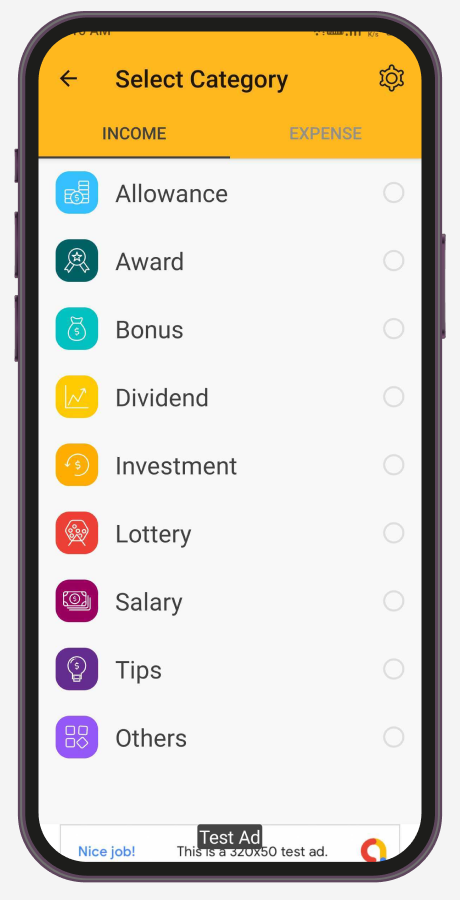 Select Category
INCOME
EXPENSE
Allowance
Award
Bonus
Dividend
Investment
Lottery
Salary
Tips
Others
Test Ad
Nice job!
This is a 320x50 test ad.